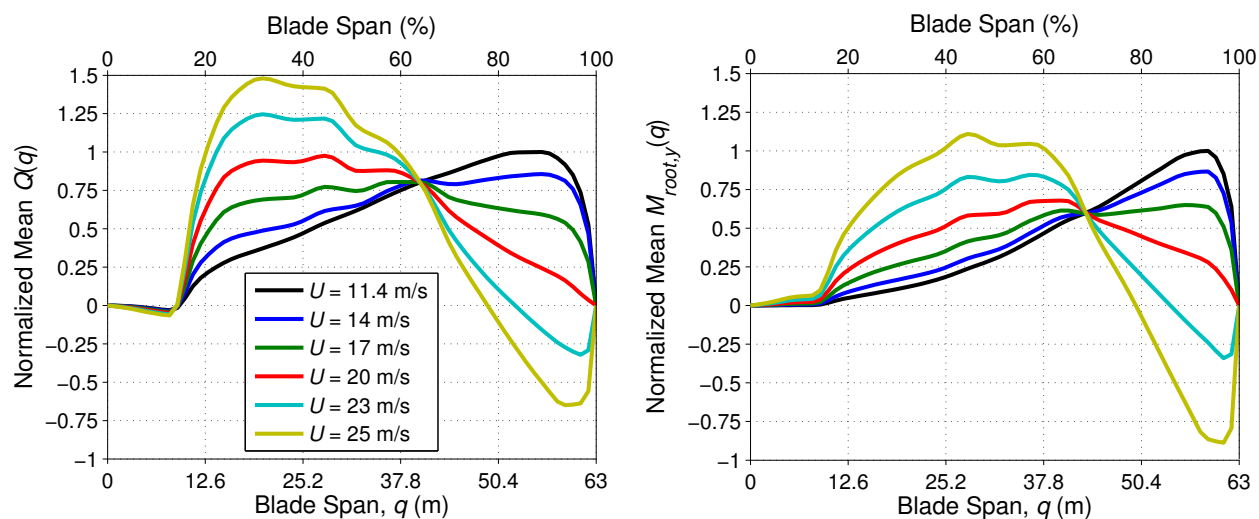 Blade Span (%)
0 20 40 60 80 100
1.5
1.25
1
0.75
0.5
0.25
0
−0.25
−0.5
−0.75
−1
Normalized Mean Q(q)
U = 11.4 m/s
U = 14 m/s
U = 17 m/s
U = 20 m/s
U = 23 m/s
U = 25 m/s
0 12.6 25.2 37.8 50.4 63
Blade Span, q (m)
Blade Span (%)
0 20 40 60 80 100
1.5
1.25
1
0.75
0.5
0.25
0
−0.25
−0.5
−0.75
−1
Normalized Mean M_root,y(q)
0 12.6 25.2 37.8 50.4 63
Blade Span, q (m)